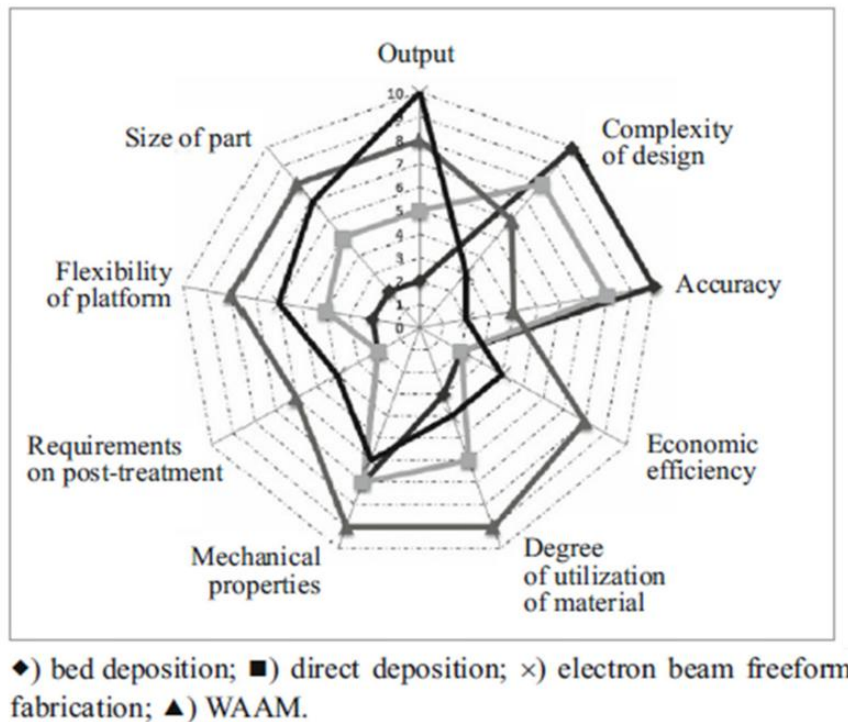 Output
10
9
8
7
6
5
4
3
2
1
0
Complexity
of design
Size of part
Flexibility
of platform
Accuracy
Requirements
on post-treatment
Economic
efficiency
Mechanical
properties
Degree
of utilization
of material
◆) bed deposition; ■) direct deposition; ×) electron beam freeform
fabrication; ▲) WAAM.